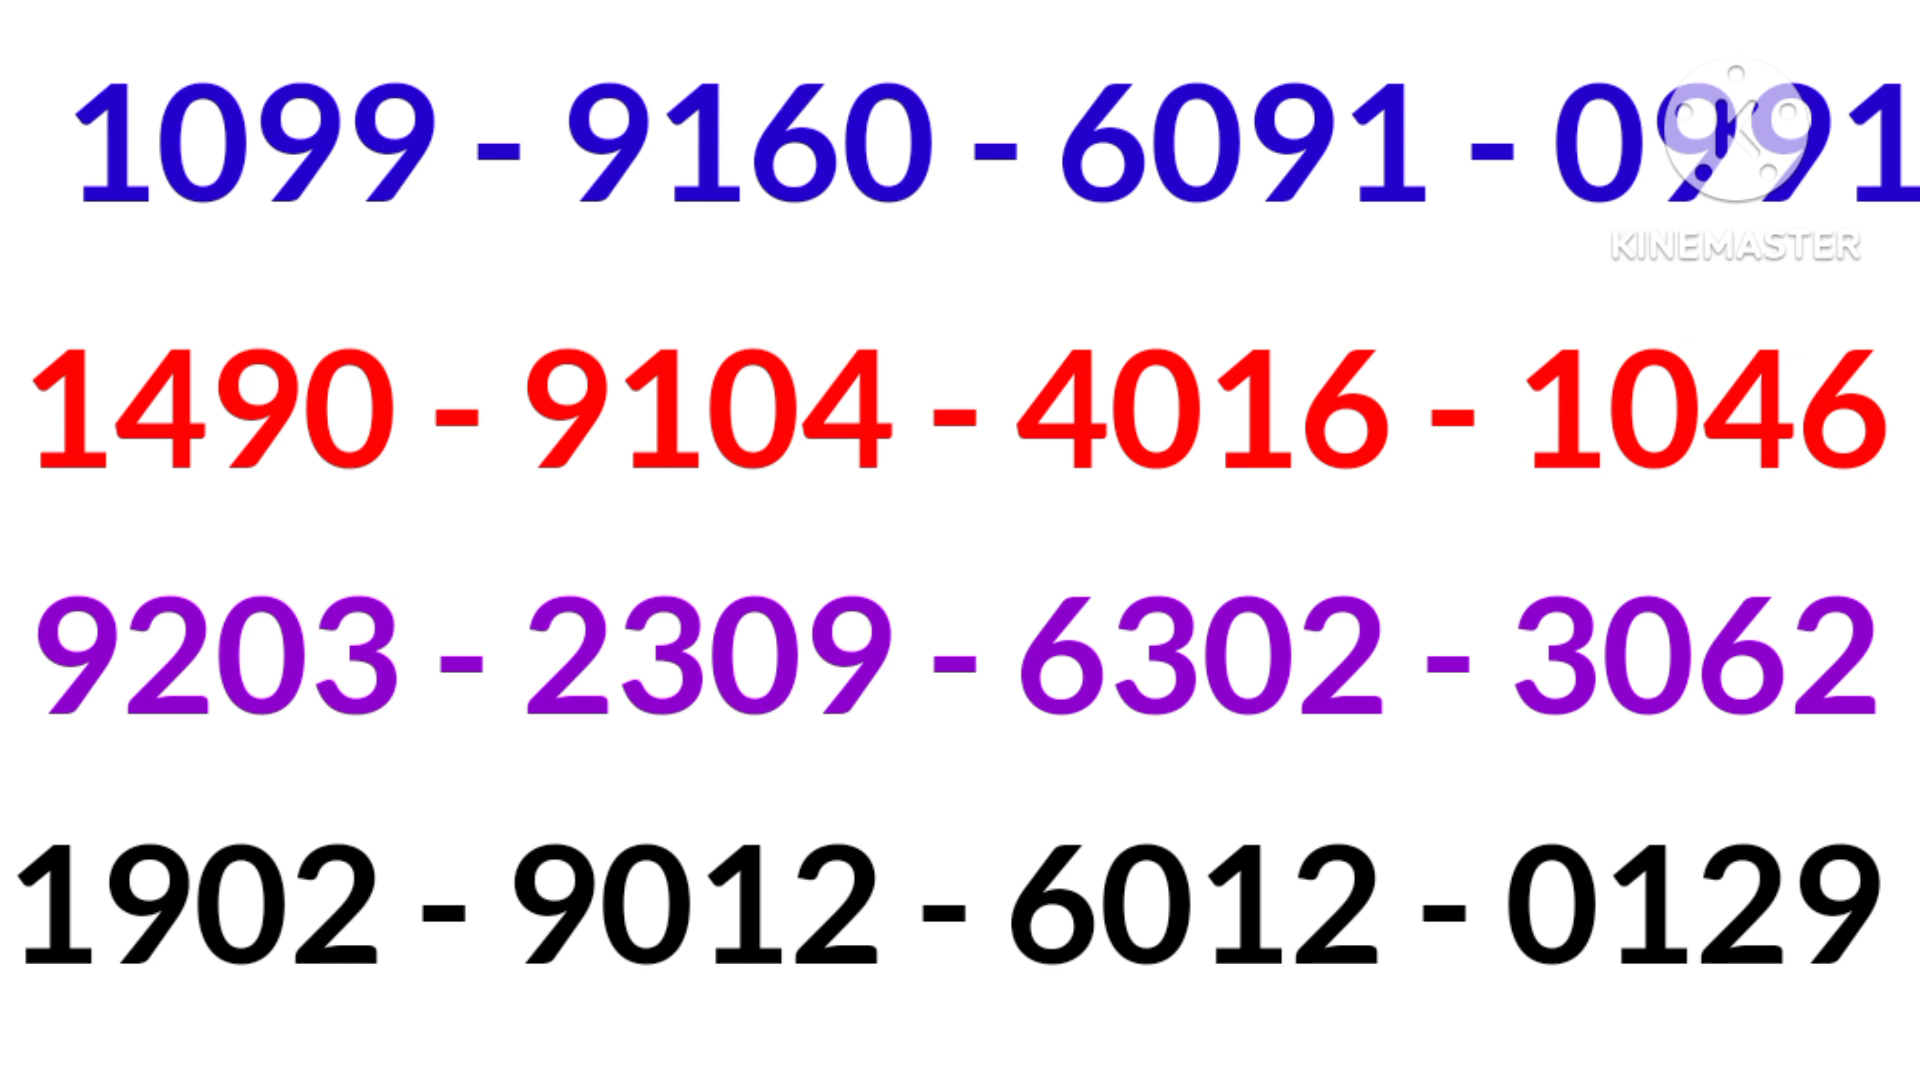 1099 - 9160 - 6091 - 0991
KINEMASTER
1490 - 9104 - 4016 - 1046
9203 - 2309 - 6302 - 3062
1902 - 9012 - 6012 - 0129